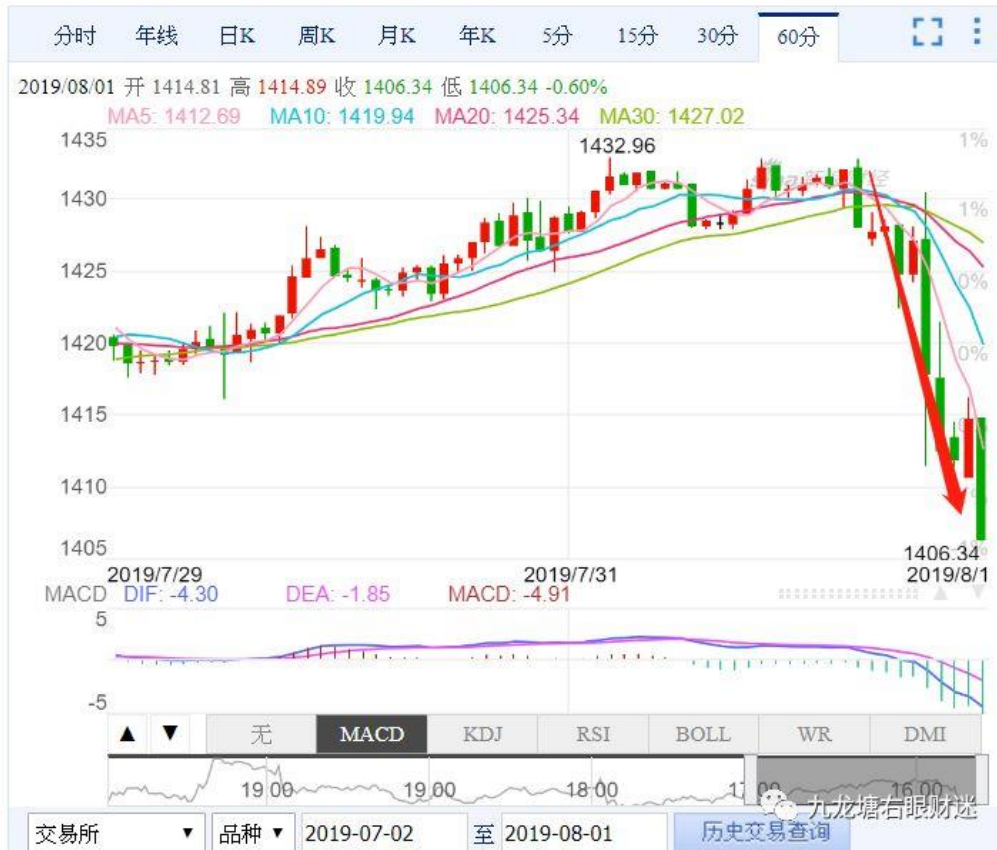 分时 年线 日K 周K 月K 年K 5分 15分 30分 60分
2019/08/01 开 1414.81 高 1414.89 收 1406.34 低 1406.34 -0.60%
MA5: 1412.69 MA10: 1419.94 MA20: 1425.34 MA30: 1427.02
1435 1%
1432.96
1430 1%
1425 0%
1420 0%
1415
1410
1405
1406.34
2019/7/29 2019/7/31 2019/8/1
MACD DIF: -4.30 DEA: -1.85 MACD: -4.91
5
-5
▲ ▼ 无 MACD KDJ RSI BOLL WR DMI
19:00 19:00 18:00 17:00 16:00
九龙塘右眼财迷
交易所 ▼ 品种 ▼ 2019-07-02 至 2019-08-01 历史交易查询